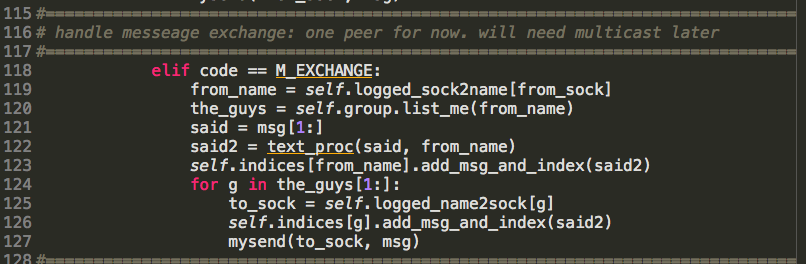 115 #==============================================================================
116 # handle messeage exchange: one peer for now. will need multicast later
117 #==============================================================================
118             elif code == M_EXCHANGE:
119                 from_name = self.logged_sock2name[from_sock]
120                 the_guys = self.group.list_me(from_name)
121                 said = msg[1:]
122                 said2 = text_proc(said, from_name)
123                 self.indices[from_name].add_msg_and_index(said2)
124                 for g in the_guys[1:]:
125                     to_sock = self.logged_name2sock[g]
126                     self.indices[g].add_msg_and_index(said2)
127                     mysend(to_sock, msg)
128 #==============================================================================